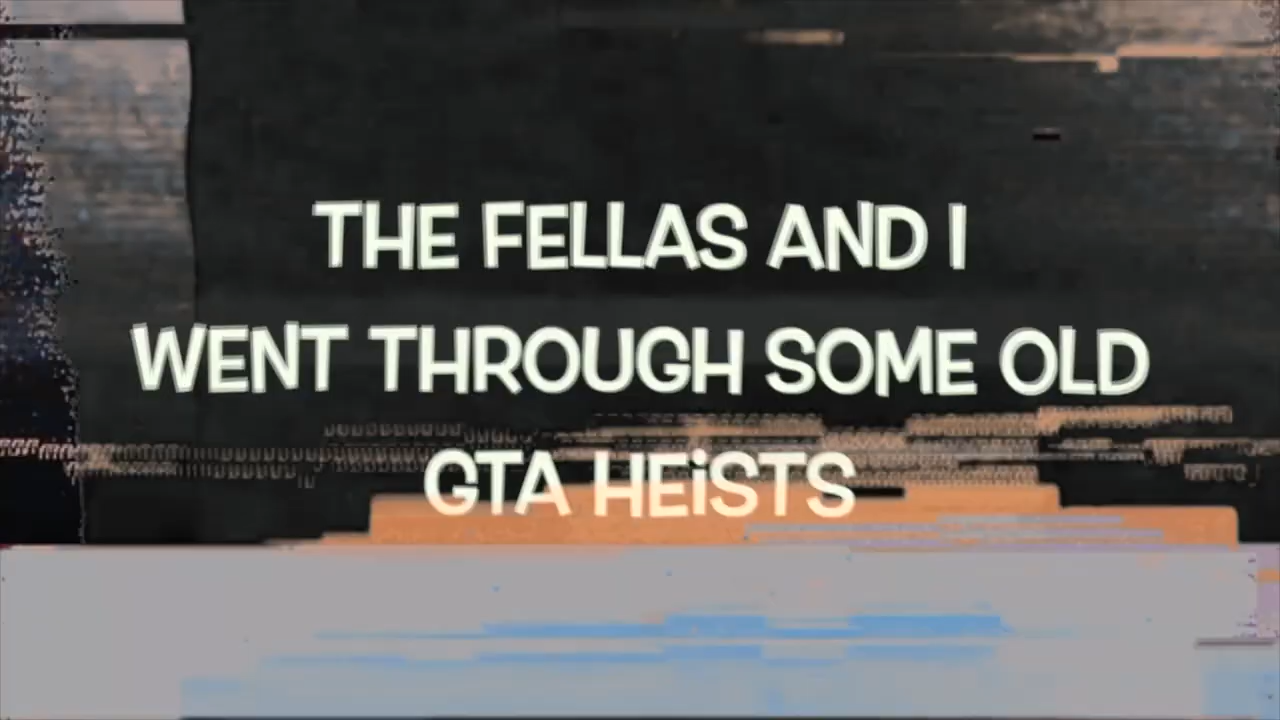 THE FELLAS AND I
WENT THROUGH SOME OLD
GTA HEiSTS